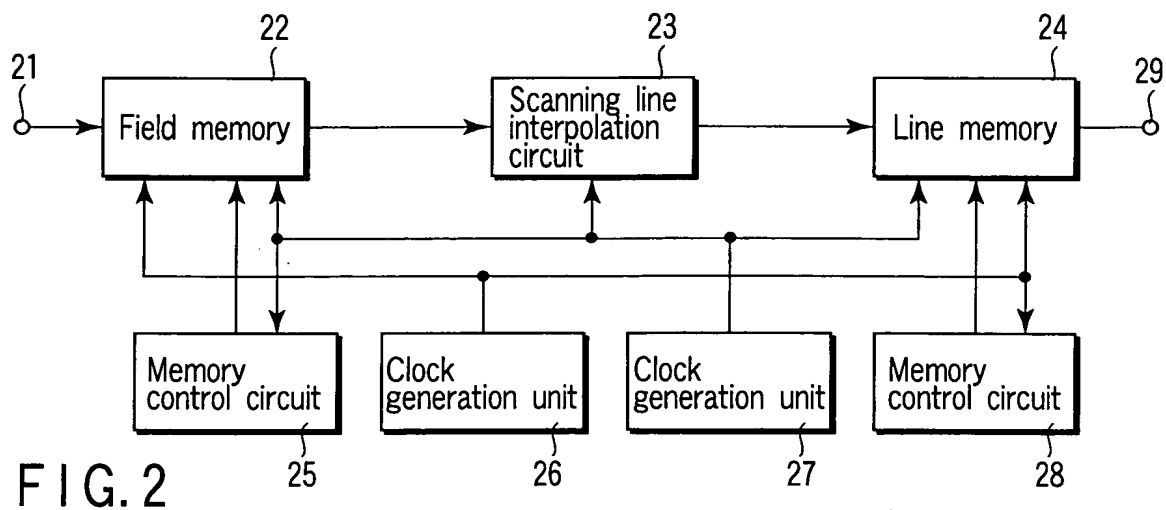 22
23
24
21
29
Field memory
Scanning line
interpolation
circuit
Line memory
Memory
control circuit
Clock
generation unit
Clock
generation unit
Memory
control circuit
25
26
27
28
FIG. 2